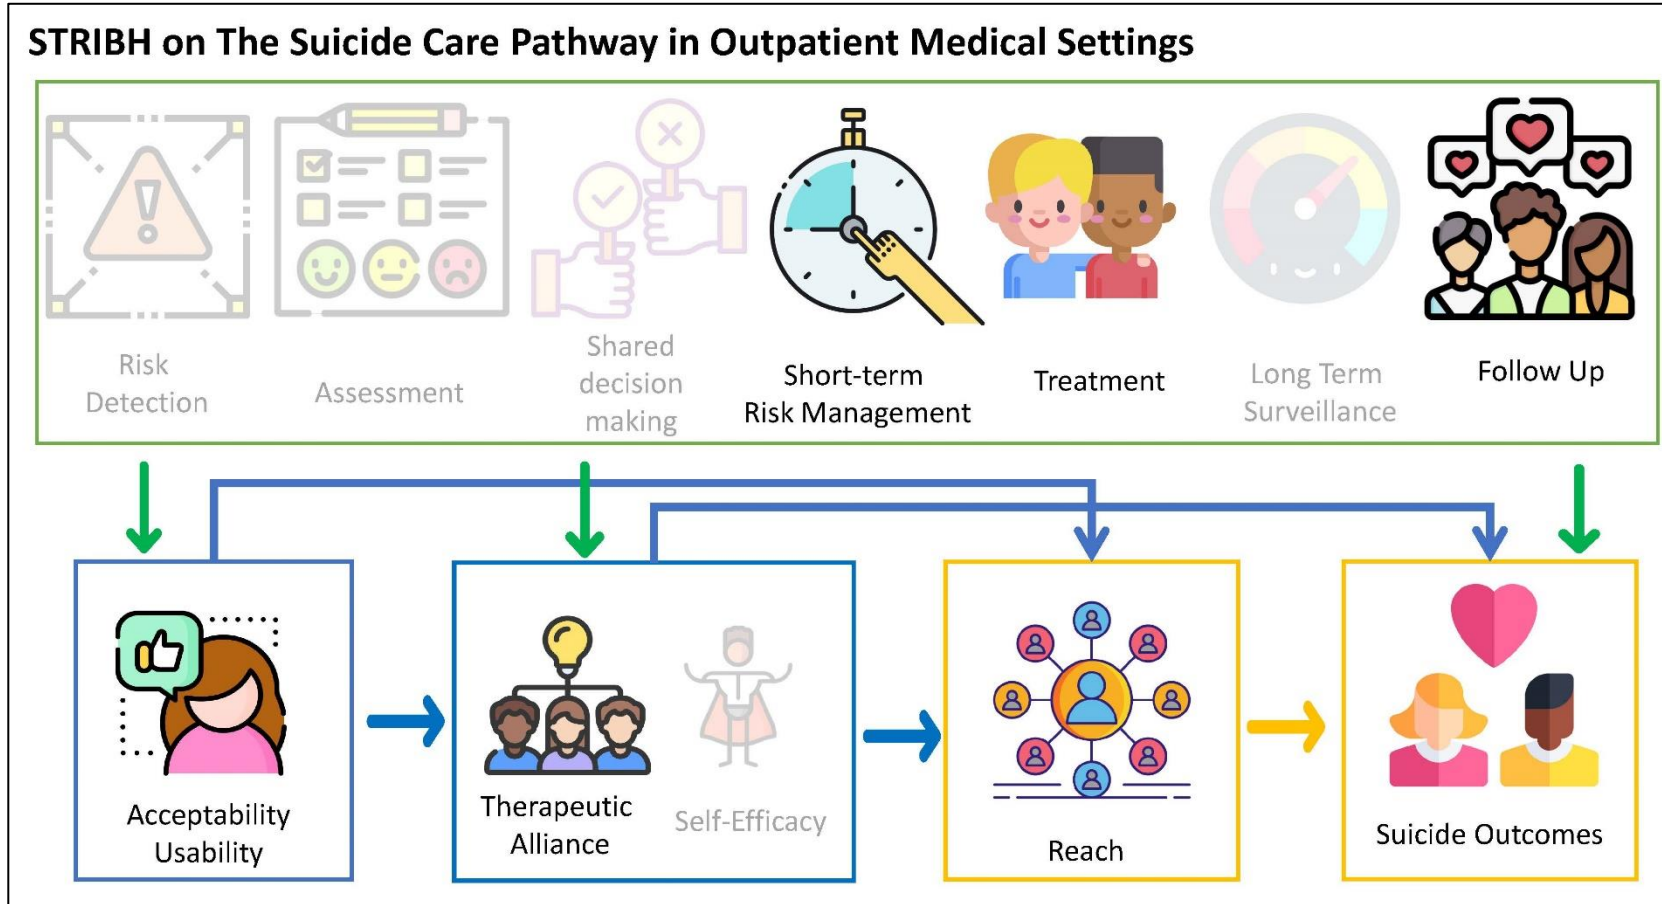 STRIBH on The Suicide Care Pathway in Outpatient Medical Settings
Risk
Detection
Assessment
Shared
decision
making
Short-term
Risk Management
Treatment
Long Term
Surveillance
Follow Up
Acceptability
Usability
Therapeutic
Alliance
Self-Efficacy
Reach
Suicide Outcomes